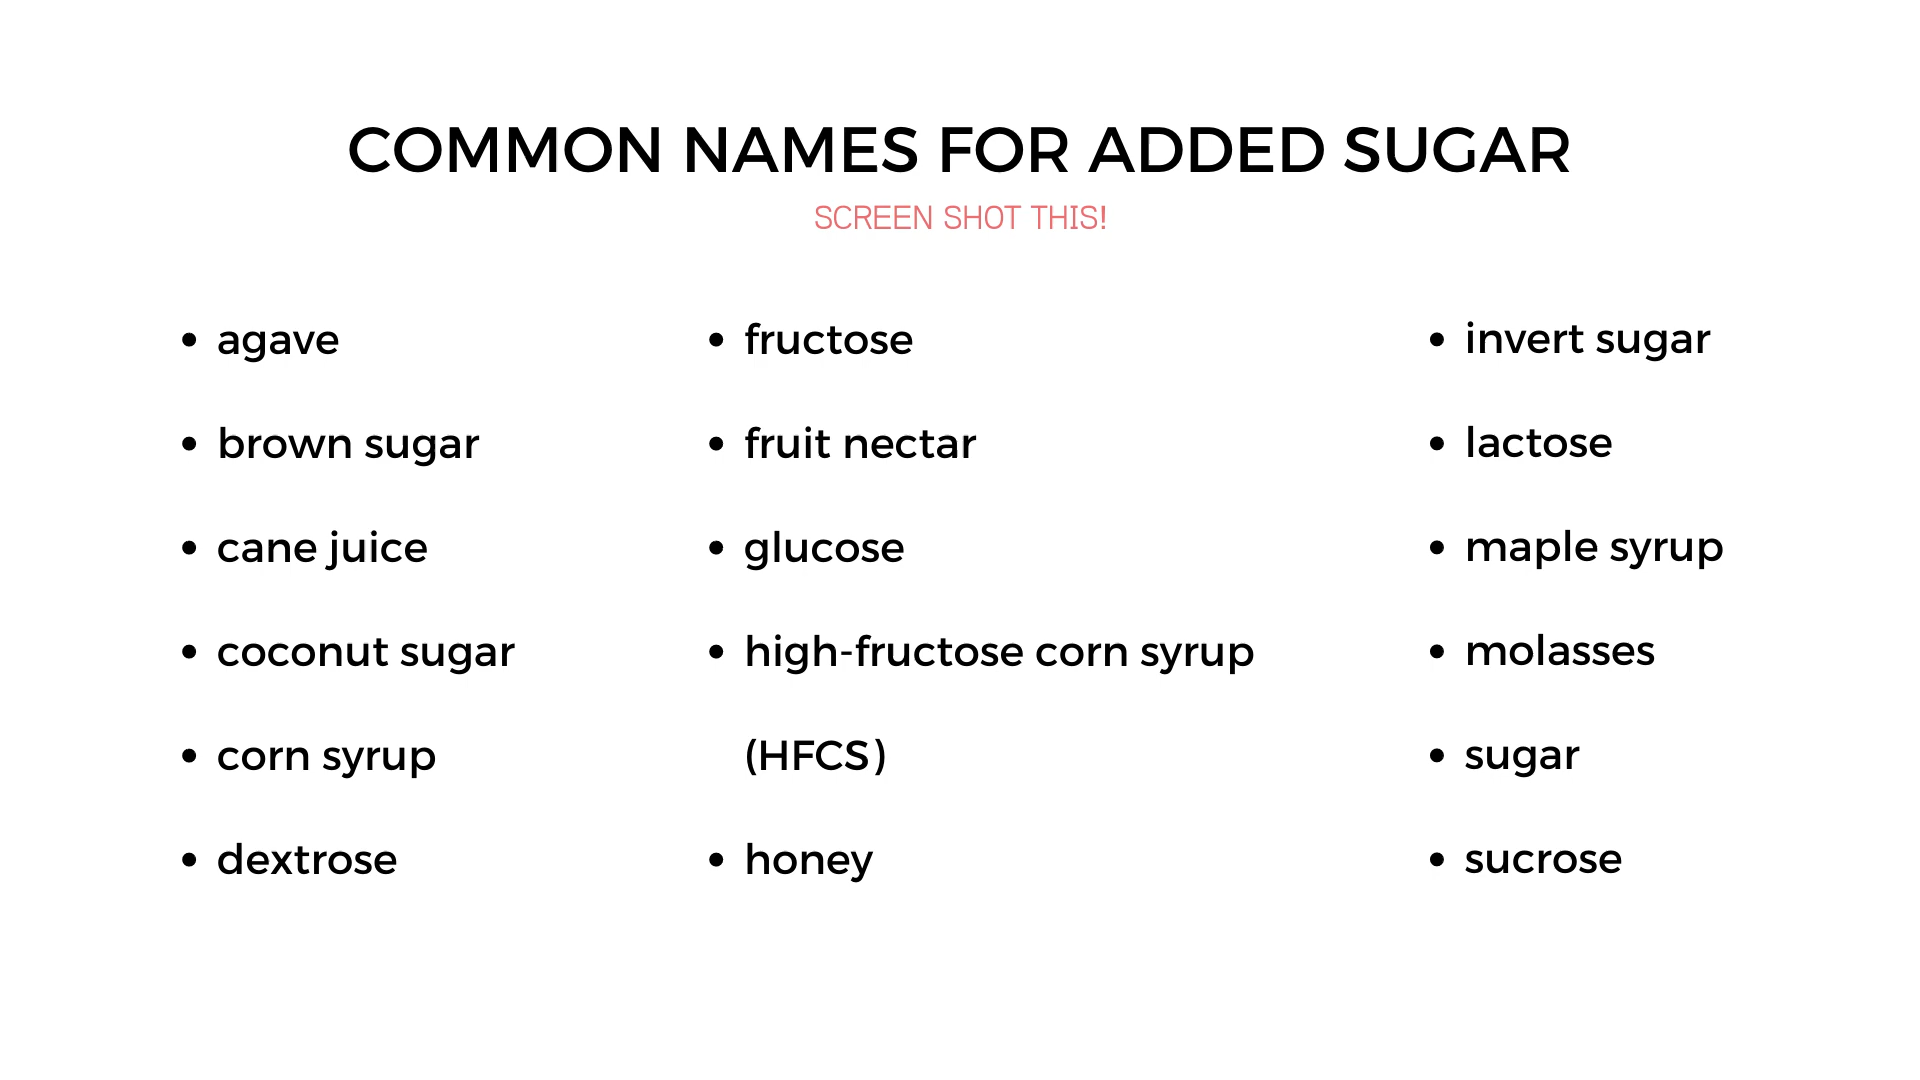 COMMON NAMES FOR ADDED SUGAR
SCREEN SHOT THIS!
• agave
• brown sugar
• cane juice
• coconut sugar
• corn syrup
• dextrose
• fructose
• fruit nectar
• glucose
• high-fructose corn syrup
(HFCS)
• honey
• invert sugar
• lactose
• maple syrup
• molasses
• sugar
• sucrose